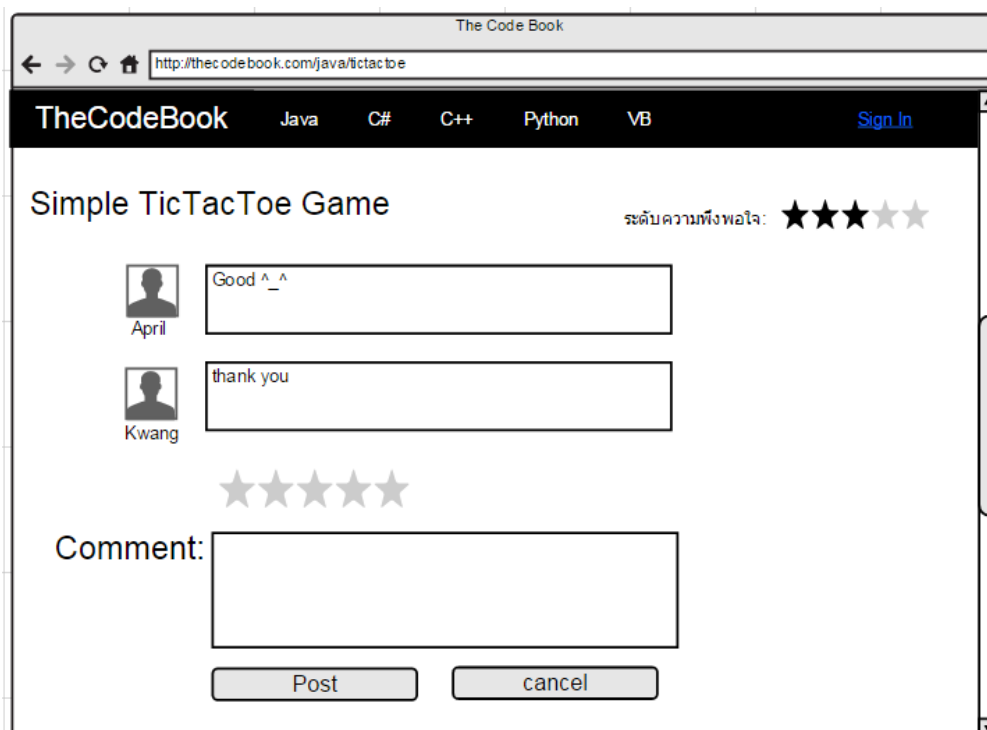 The Code Book
http://thecodebook.com/java/tictactoe
TheCodeBook Java C# C++ Python VB Sign In
Simple TicTacToe Game
ระดับความพึงพอใจ:
Good ^_^
April
thank you
Kwang
Comment:
Post cancel